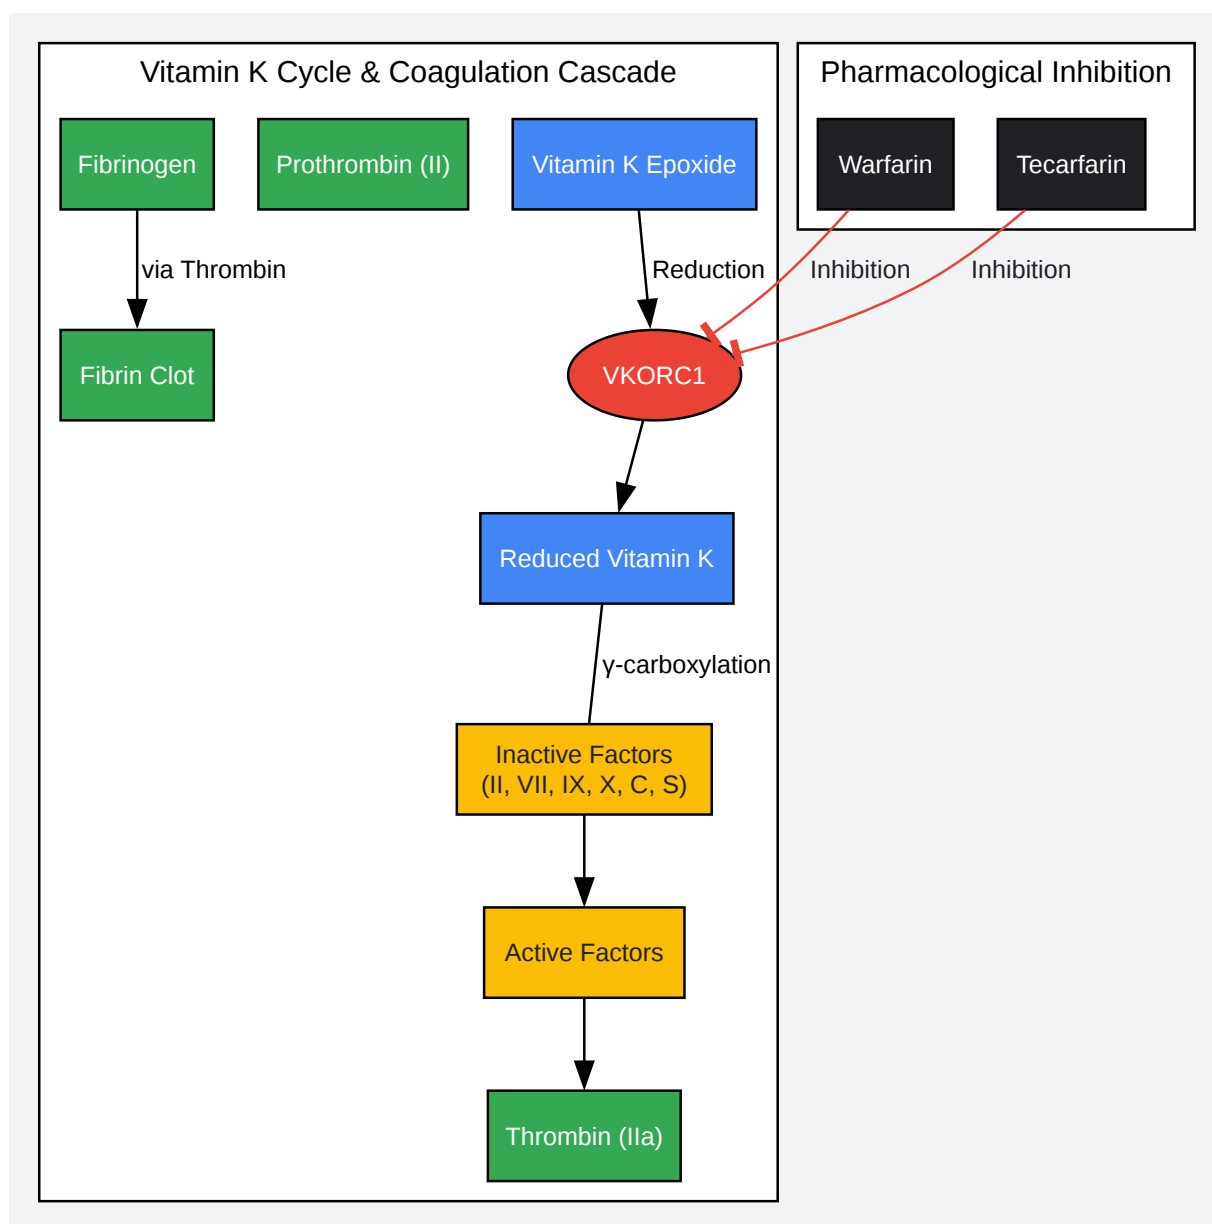 Vitamin K Cycle & Coagulation Cascade
Pharmacological Inhibition
Fibrinogen
Prothrombin (II)
Vitamin K Epoxide
Warfarin
Tecarfarin
via Thrombin
Reduction
Inhibition
Inhibition
Fibrin Clot
VKORC1
Reduced Vitamin K
γ-carboxylation
Inactive Factors
(II, VII, IX, X, C, S)
Active Factors
Thrombin (IIa)